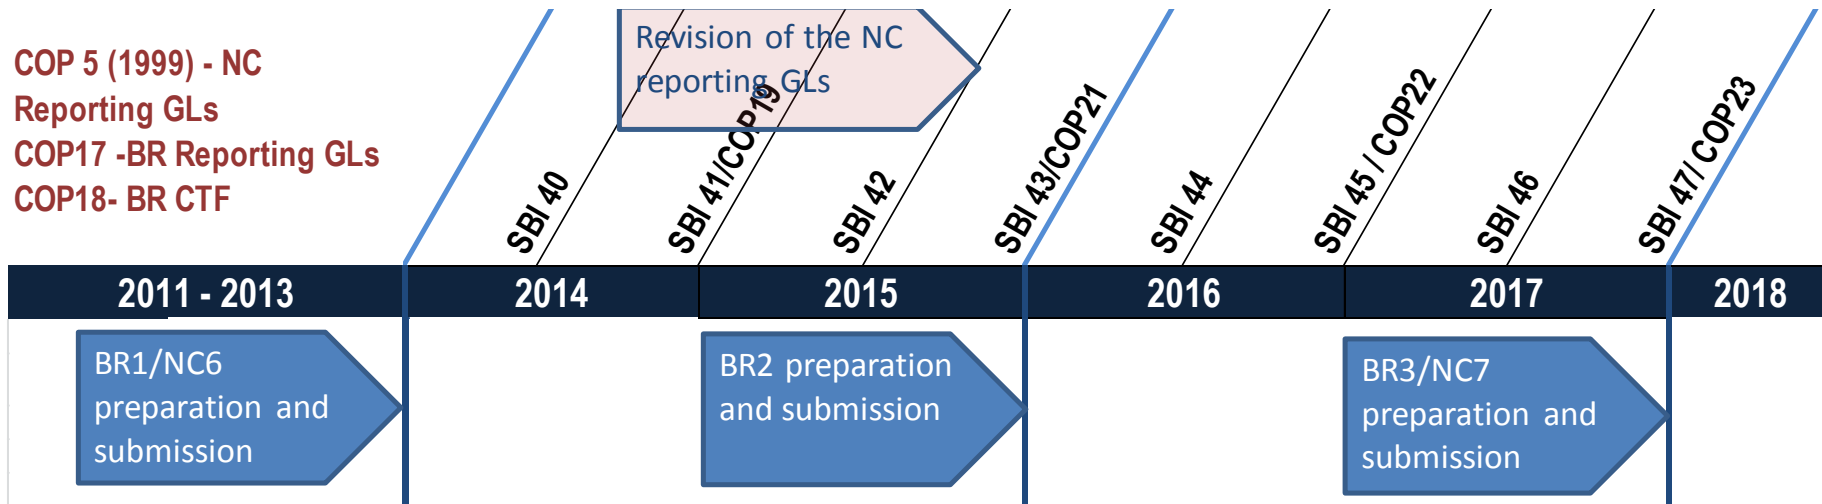 COP 5 (1999) - NC
Reporting GLs
COP17 -BR Reporting GLs
COP18- BR CTF
Revision of the NC
reporting GLs
SBI 40
SBI 41/COP19
SBI 42
SBI 43/COP21
SBI 44
SBI 45 / COP22
SBI 46
SBI 47/ COP23
2011 - 2013
2014
2015
2016
2017
2018
BR1/NC6
preparation and
submission
BR2 preparation
and submission
BR3/NC7
preparation and
submission